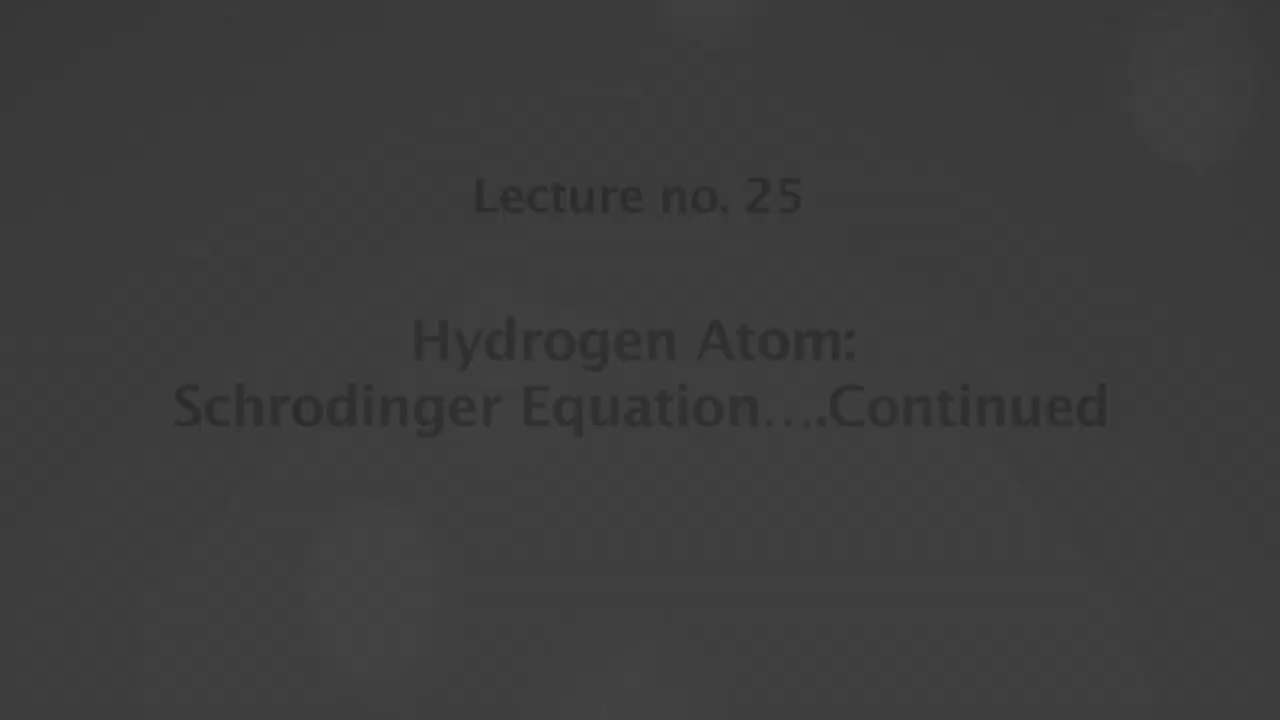 Lecture no. 25
Hydrogen Atom:
Schrodinger Equation....Continued